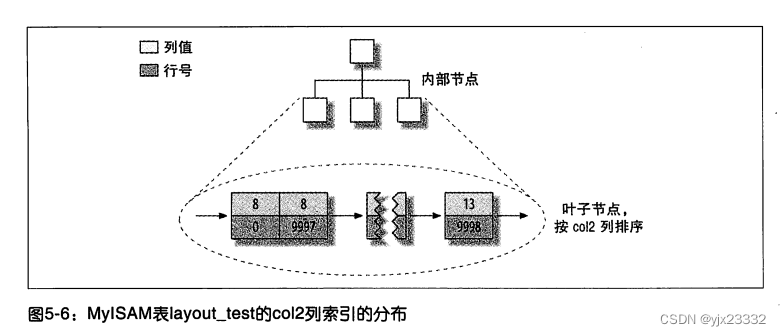 列值
行号
内部节点
8 8 13
0 9997 9998
叶子节点，
按 col2 列排序
图5-6：MyISAM表layout_test的col2列索引的分布
CSDN @yjx23332